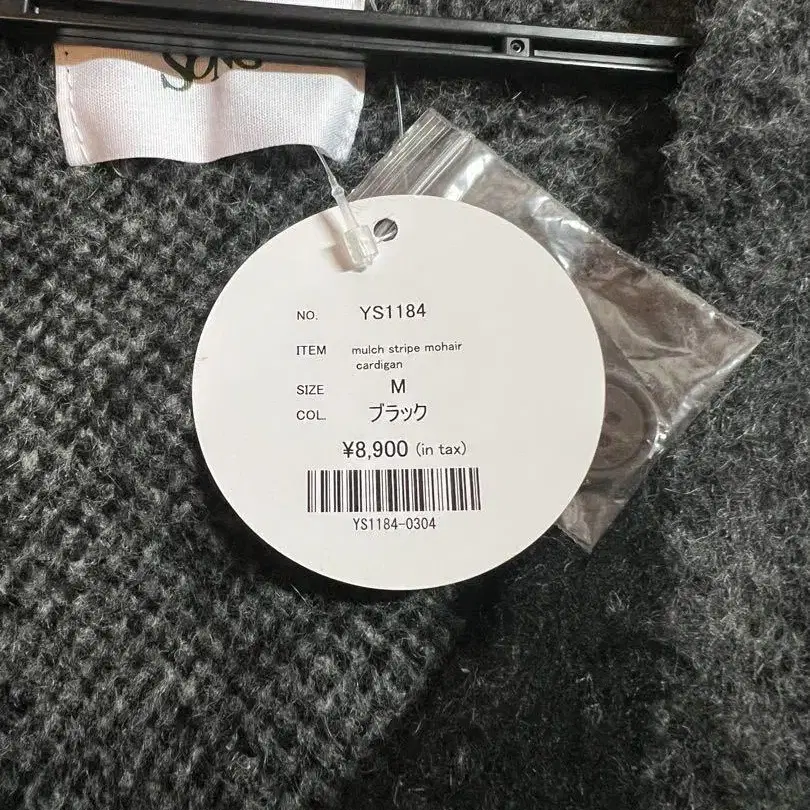 NO. YS1184
ITEM mulch stripe mohair
cardigan
SIZE M
COL. ブラック
¥8,900 (in tax)
YS1184-0304